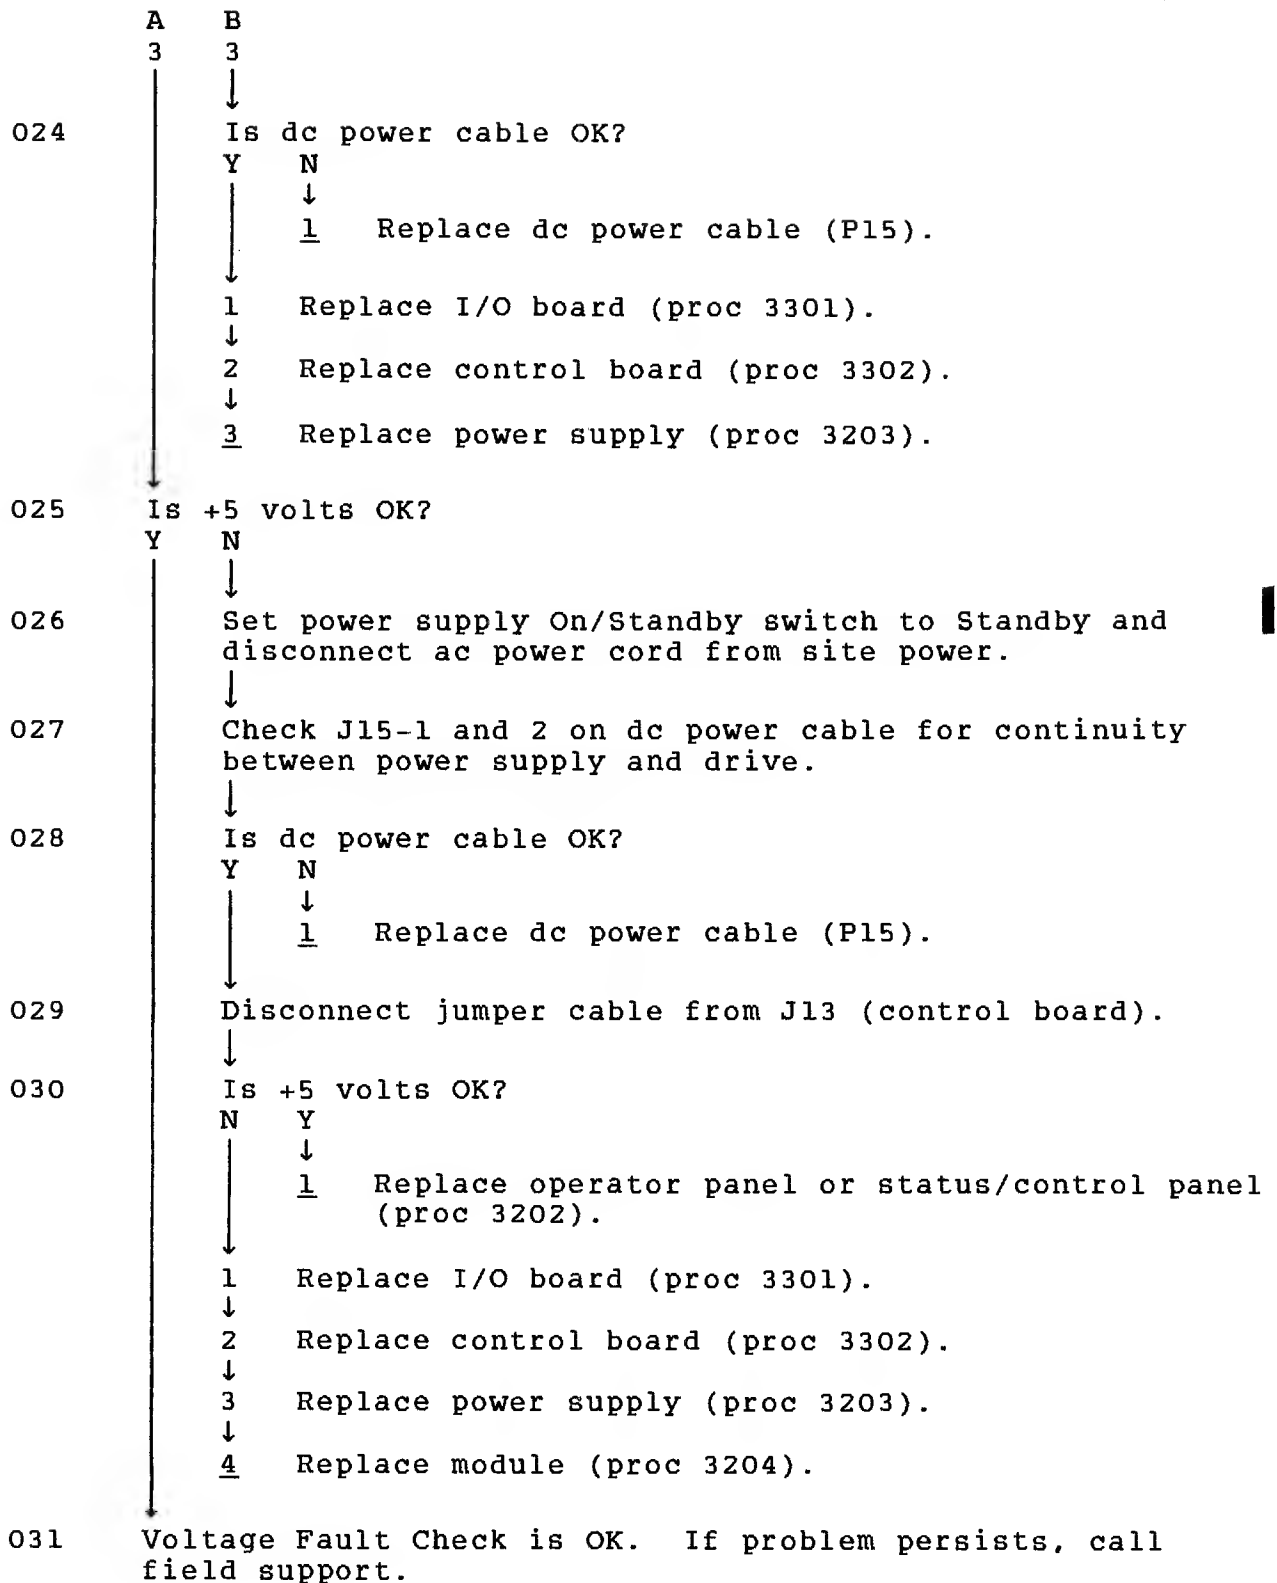 A B
3 3
024 Is dc power cable OK?
Y N
1 Replace dc power cable (P15).
1 Replace I/O board (proc 3301).
2 Replace control board (proc 3302).
3 Replace power supply (proc 3203).
025 Is +5 volts OK?
Y N
026 Set power supply On/Standby switch to Standby and
disconnect ac power cord from site power.
027 Check J15-1 and 2 on dc power cable for continuity
between power supply and drive.
028 Is dc power cable OK?
Y N
1 Replace dc power cable (P15).
029 Disconnect jumper cable from J13 (control board).
030 Is +5 volts OK?
N Y
1 Replace operator panel or status/control panel
(proc 3202).
1 Replace I/O board (proc 3301).
2 Replace control board (proc 3302).
3 Replace power supply (proc 3203).
4 Replace module (proc 3204).
031 Voltage Fault Check is OK. If problem persists, call
field support.